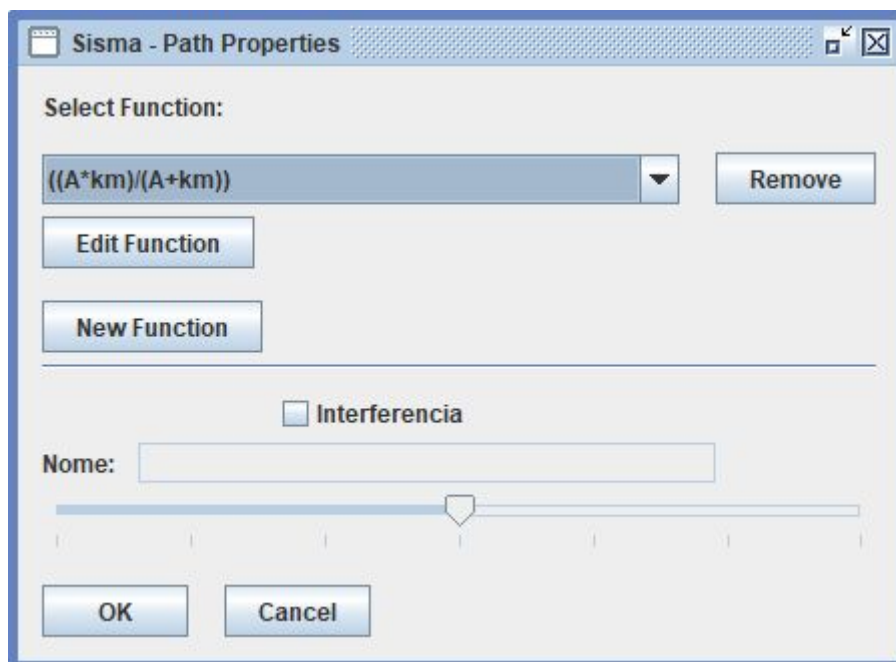 Sisma - Path Properties
Select Function:
((A*km)/(A+km))
Remove
Edit Function
New Function
Interferencia
Nome:
OK
Cancel